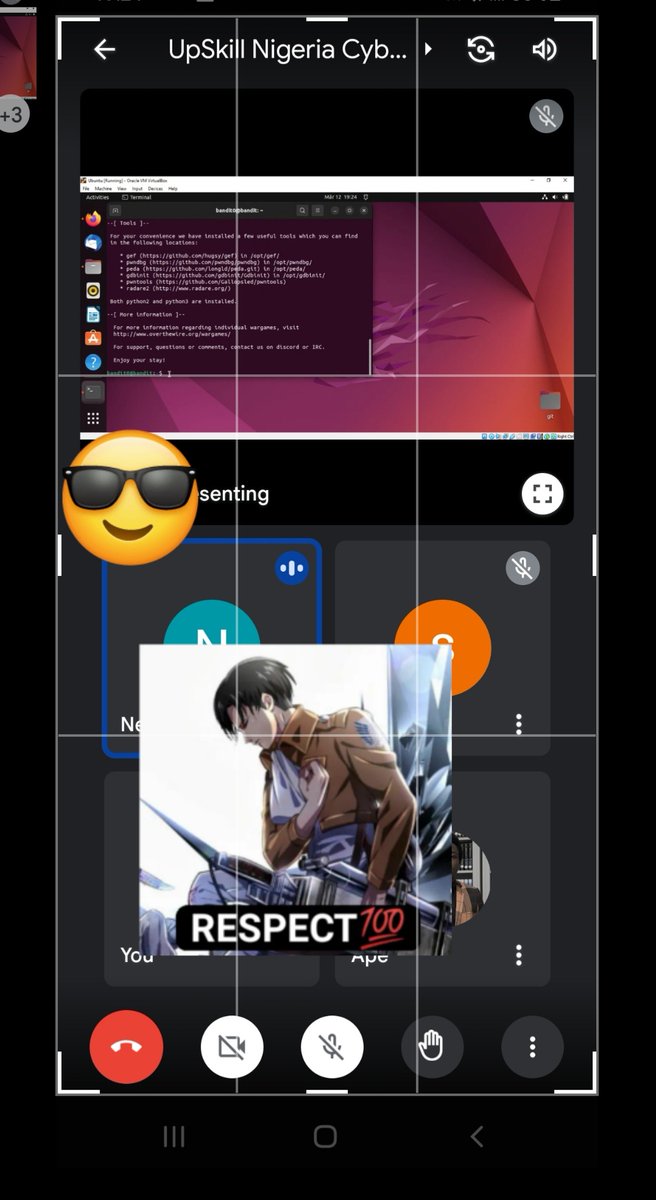 +3
UpSkill Nigeria Cyb...
Ubuntu [Running] - Oracle VM VirtualBox
File Machine View Input Devices Help
Activities Terminal Mar 12 19:24
bandit0@bandit: ~
--[ Tools ]--
For your convenience we have installed a few useful tools which you can find
in the following locations:
* gef (https://github.com/hugsy/gef) in /opt/gef/
* pwndbg (https://github.com/pwndbg/pwndbg) in /opt/pwndbg/
* peda (https://github.com/longld/peda.git) in /opt/peda/
* gdbinit (https://github.com/gdbinit/Gdbinit) in /opt/gdbinit/
* pwntools (https://github.com/Gallopsled/pwntools)
* radare2 (http://www.radare.org/)
Both python2 and python3 are installed.
--[ More information ]--
For more information regarding individual wargames, visit
http://www.overthewire.org/wargames/
For support, questions or comments, contact us on discord or IRC.
Enjoy your stay!
bandit0@bandit:~$
git
Right Ctrl
esenting
N
S
Ne
RESPECT💯
You
Ape